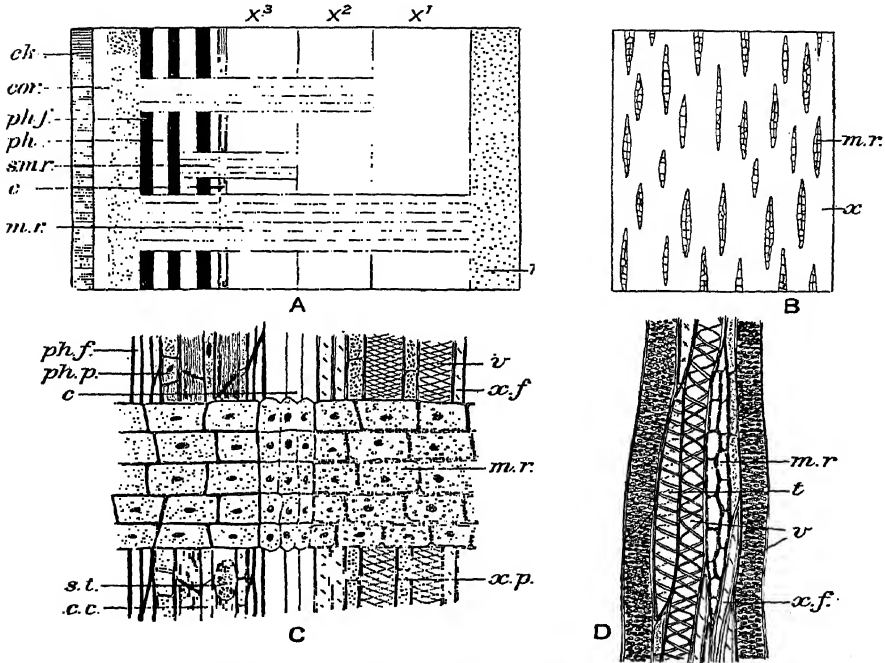 x³ x² x¹
ck
cor.
ph.f.
ph.
s.m.r.
c
m.r.
A
m.r.
x
B
ph.f.
ph.p.
c
s.t.
c.c.
v
x.f
m.r.
x.p.
C
m.r
t
v
x.f.
D